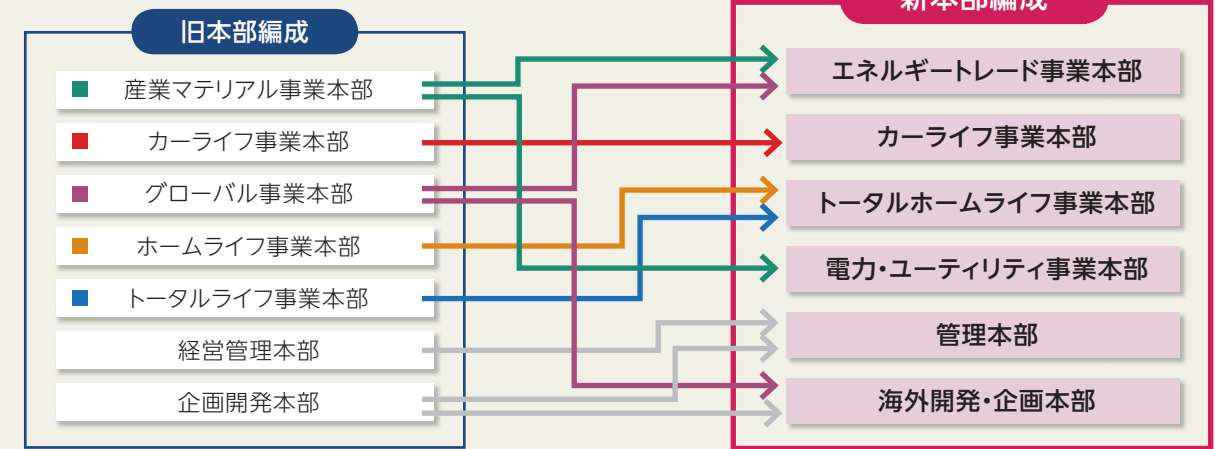 旧本部編成
産業マテリアル事業本部
カーライフ事業本部
グローバル事業本部
ホームライフ事業本部
トータルライフ事業本部
経営管理本部
企画開発本部
新本部編成
エネルギートレード事業本部
カーライフ事業本部
トータルホームライフ事業本部
電力・ユーティリティ事業本部
管理本部
海外開発・企画本部